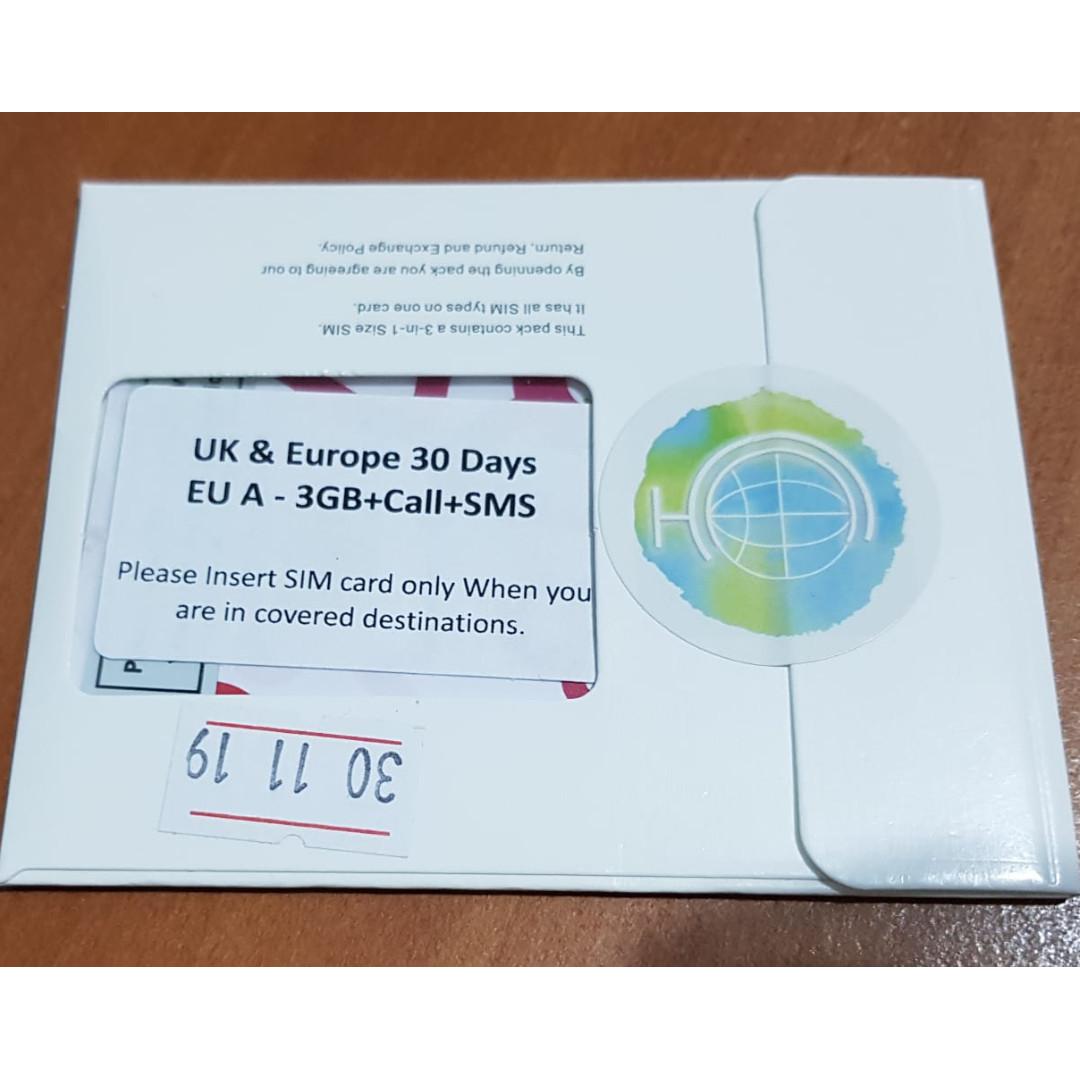 This pack contains a 3-in-1 Size SIM.
It has all SIM types on one card.
By openning the pack you are agreeing to our
Return, Refund and Exchange Policy.
UK & Europe 30 Days
EU A - 3GB+Call+SMS
Please Insert SIM card only When you
are in covered destinations.
30 11 19